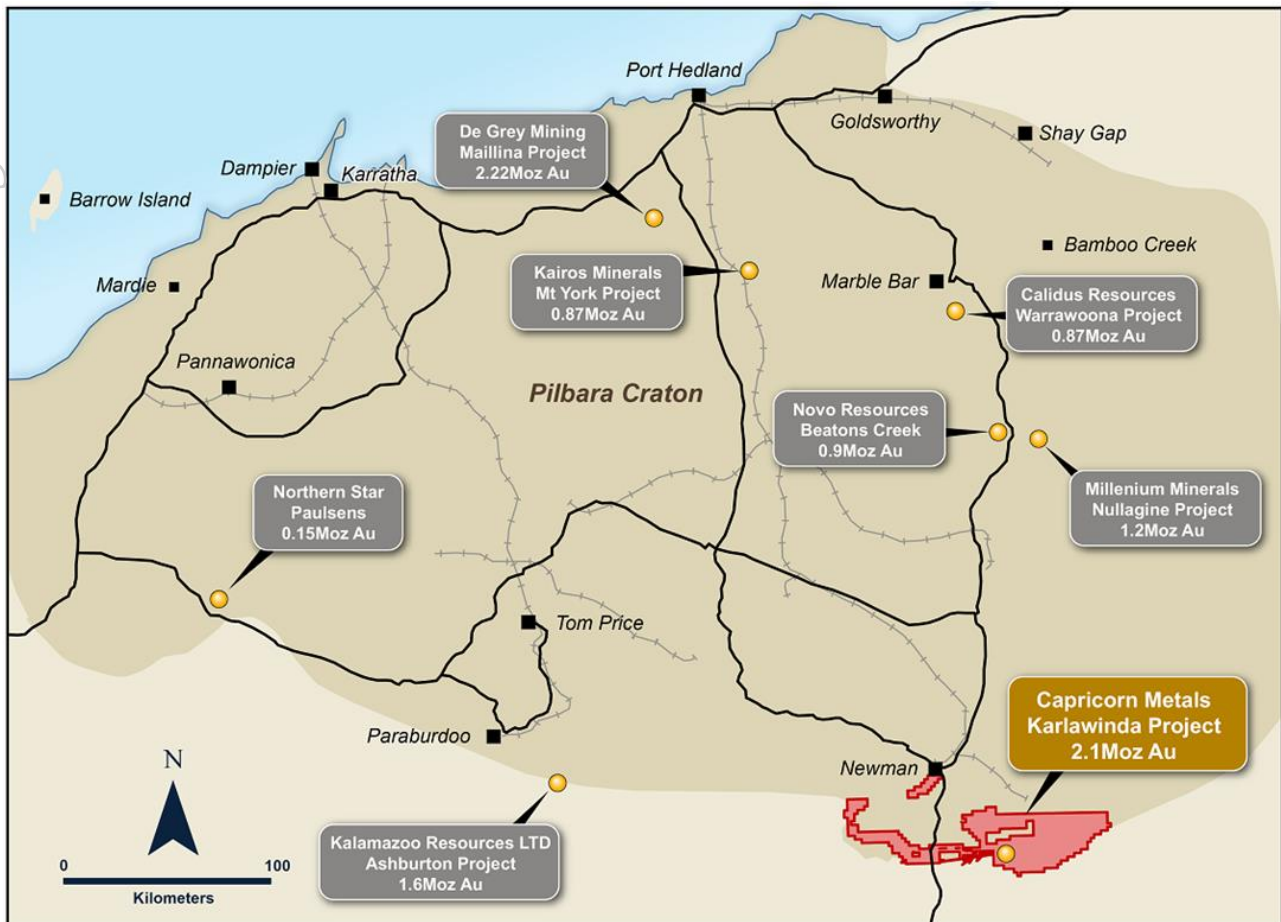 Port Hedland
De Grey Mining
Maillina Project
2.22Moz Au
Goldsworthy
Shay Gap
Dampier
Karratha
Barrow Island
Bamboo Creek
Kairos Minerals
Mt York Project
0.87Moz Au
Mardie
Marble Bar
Calidus Resources
Warrawoona Project
0.87Moz Au
Pannawonica
Pilbara Craton
Novo Resources
Beatons Creek
0.9Moz Au
Northern Star
Paulsens
0.15Moz Au
Millenium Minerals
Nullagine Project
1.2Moz Au
Tom Price
Capricorn Metals
Karlawinda Project
2.1Moz Au
Paraburdoo
Newman
N
Kalamazoo Resources LTD
Ashburton Project
1.6Moz Au
0 100
Kilometers